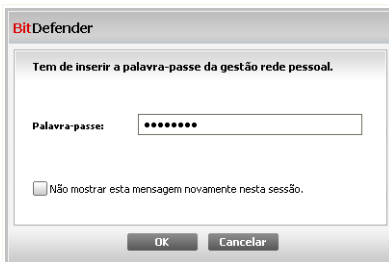 BitDefender
Tem de inserir a palavra-passe da gestão rede pessoal.
Palavra-passe: ●●●●●●●●
Não mostrar esta mensagem novamente nesta sessão.
OK Cancelar